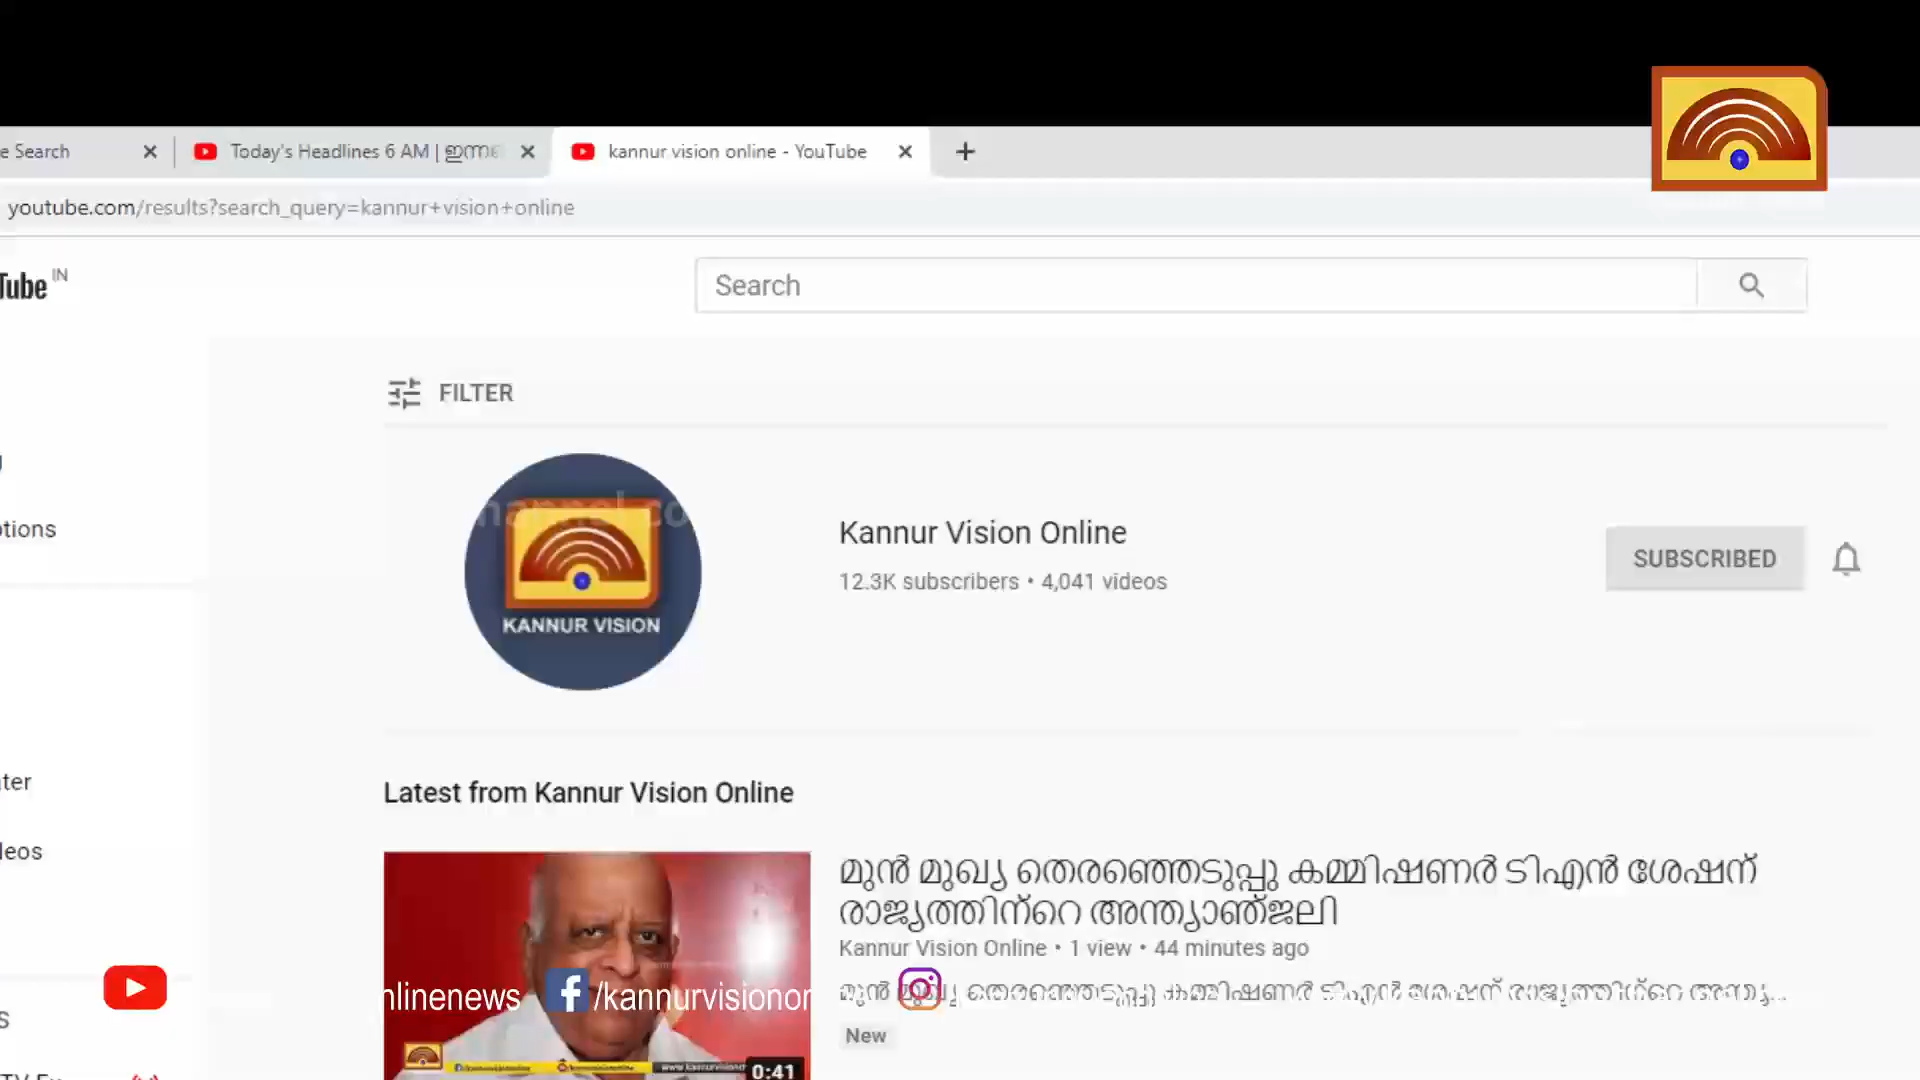 e Search
Today's Headlines 6 AM |
kannur vision online - YouTube
youtube.com/results?search_query=kannur+vision+online
Tube IN
Search
FILTER
KANNUR VISION
Kannur Vision Online
12.3K subscribers • 4,041 videos
SUBSCRIBED
Latest from Kannur Vision Online
മുൻ മുഖ്യ തെരഞ്ഞെടുപ്പു കമ്മിഷണർ ടിഎൻ ശേഷന്
രാജ്യത്തിന്റെ അന്ത്യാഞ്ജലി
Kannur Vision Online • 1 view • 44 minutes ago
nlinenews
/kannurvisionon
New
0:41